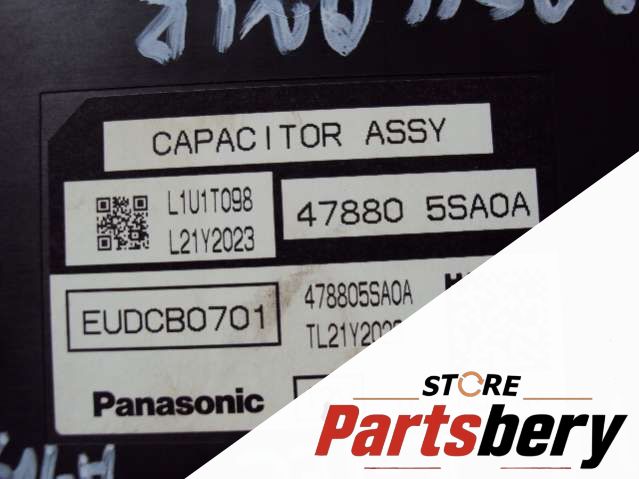 CAPACITOR ASSY
L1U1T098
L21Y2023
47880 5SA0A
EUDCB0701
478805SA0A
Panasonic
STORE
Partsbery